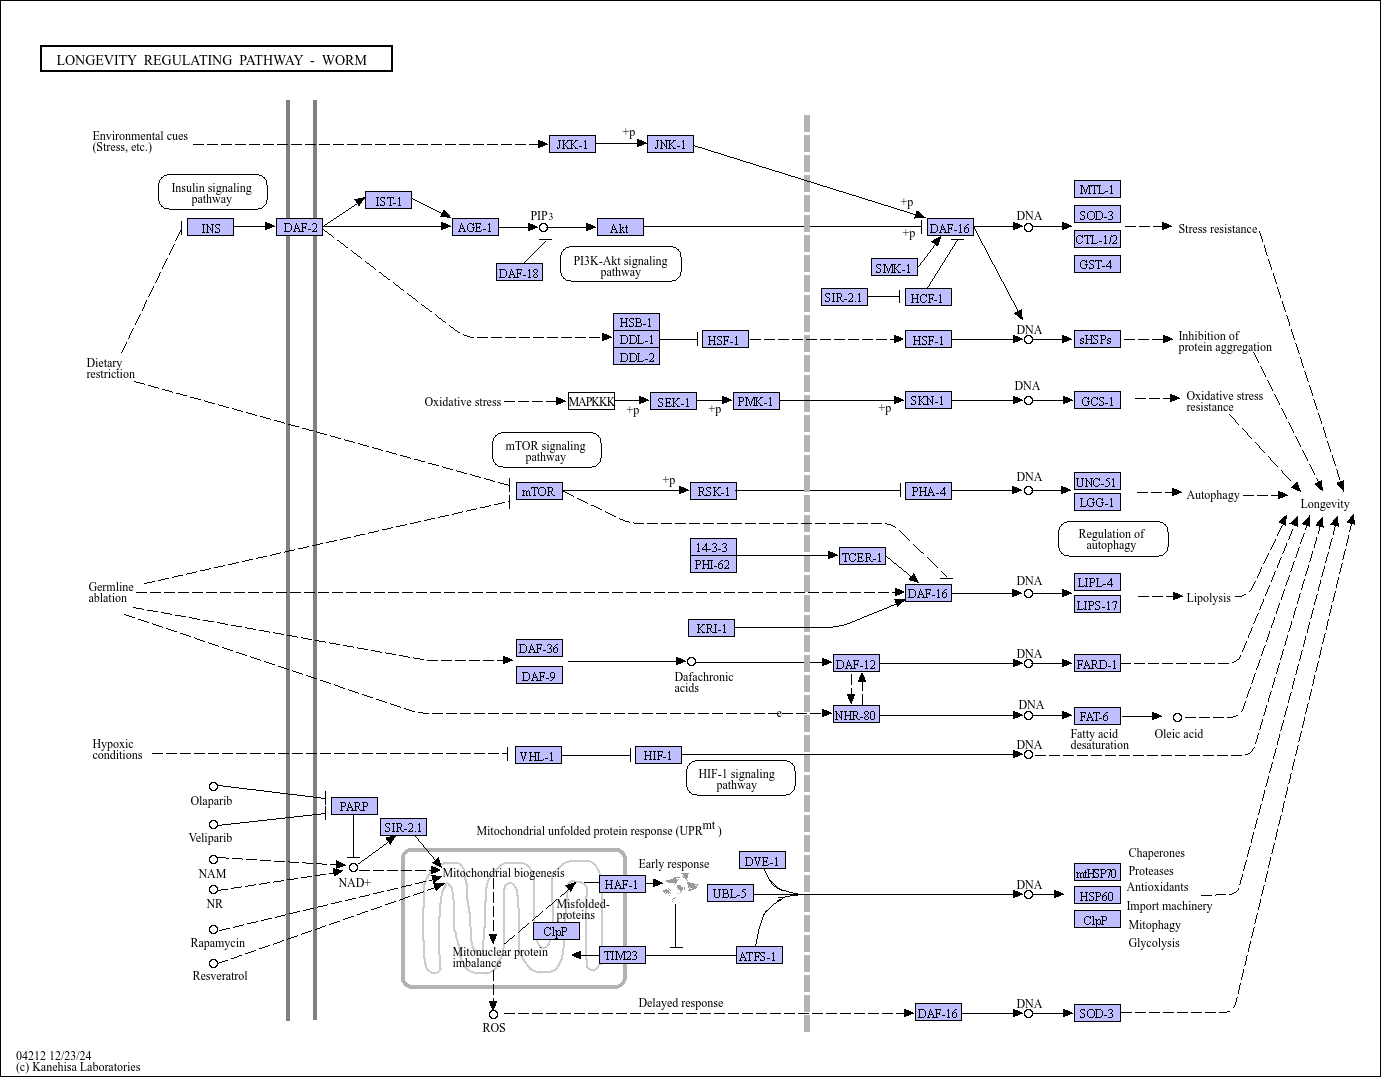 LONGEVITY REGULATING PATHWAY - WORM
Environmental cues
(Stress, etc.)
JKK-1
+p
JNK-1
Insulin signaling
pathway
INS
DAF-2
IST-1
AGE-1
PIP3
Akt
DAF-18
PI3K-Akt signaling
pathway
+p
+p
DAF-16
SMK-1
SIR-2.1
HCF-1
DNA
MTL-1
SOD-3
CTL-1/2
GST-4
Stress resistance
HSB-1
DDL-1
DDL-2
HSF-1
HSF-1
DNA
sHSPs
Inhibition of
protein aggregation
Dietary
restriction
Oxidative stress
MAPKKK
+p
SEK-1
+p
PMK-1
+p
SKN-1
DNA
GCS-1
Oxidative stress
resistance
mTOR signaling
pathway
mTOR
+p
RSK-1
PHA-4
DNA
UNC-51
LGG-1
Autophagy
Longevity
Regulation of
autophagy
14-3-3
PHI-62
TCER-1
Germline
ablation
DAF-16
DNA
LIPL-4
LIPS-17
Lipolysis
KRI-1
DAF-36
DAF-9
Dafachronic
acids
DAF-12
DNA
FARD-1
e
NHR-80
DNA
FAT-6
Fatty acid
desaturation
Oleic acid
Hypoxic
conditions
VHL-1
HIF-1
DNA
HIF-1 signaling
pathway
Olaparib
Veliparib
NAM
NR
Rapamycin
Resveratrol
PARP
SIR-2.1
NAD+
Mitochondrial unfolded protein response (UPRmt)
Mitochondrial biogenesis
HAF-1
Early response
Misfolded-
proteins
ClpP
Mitonuclear protein
imbalance
TIM23
DVE-1
UBL-5
ATFS-1
DNA
mtHSP70
HSP60
ClpP
Chaperones
Proteases
Antioxidants
Import machinery
Mitophagy
Glycolysis
ROS
Delayed response
DAF-16
DNA
SOD-3
04212 12/23/24
(c) Kanehisa Laboratories